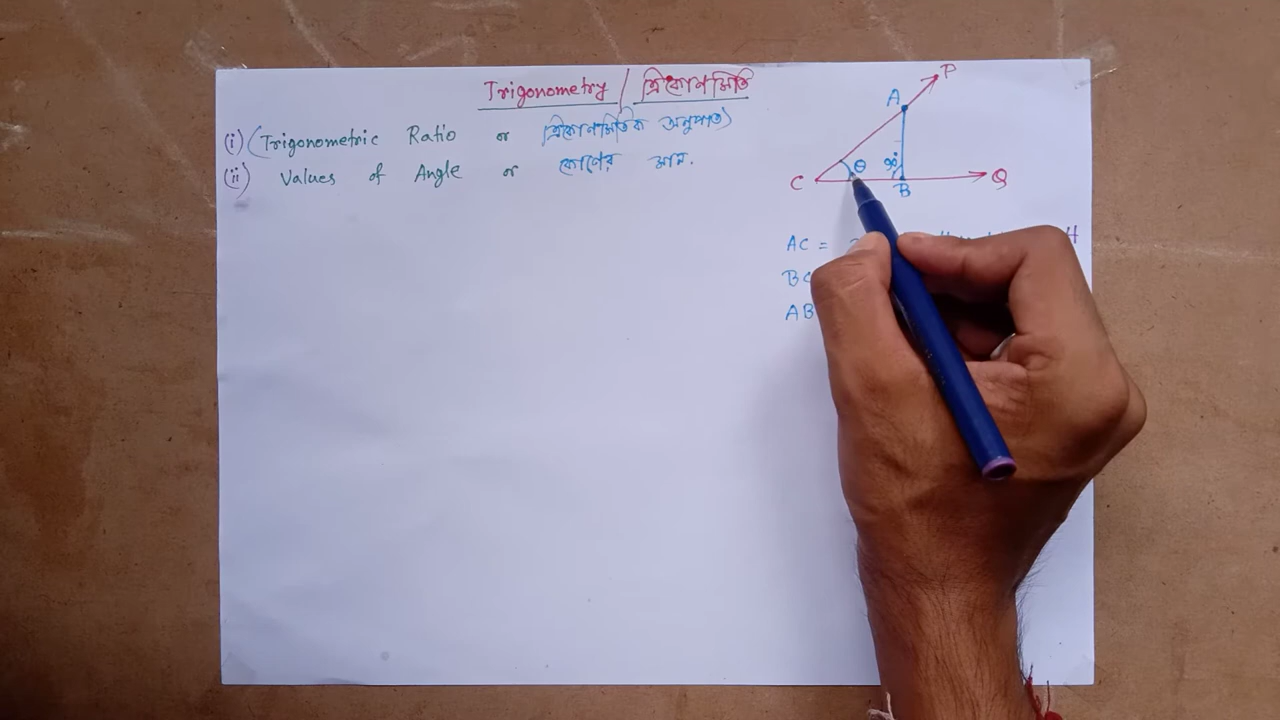 Trigonometry / ত্রিকোণমিতি
(i) (Trigonometric Ratio or ত্রিকোণমিতিক অনুপাত)
(ii) Values of Angle or কোণের মান.
P
A
θ 90°
C B Q
AC = H
BC
AB